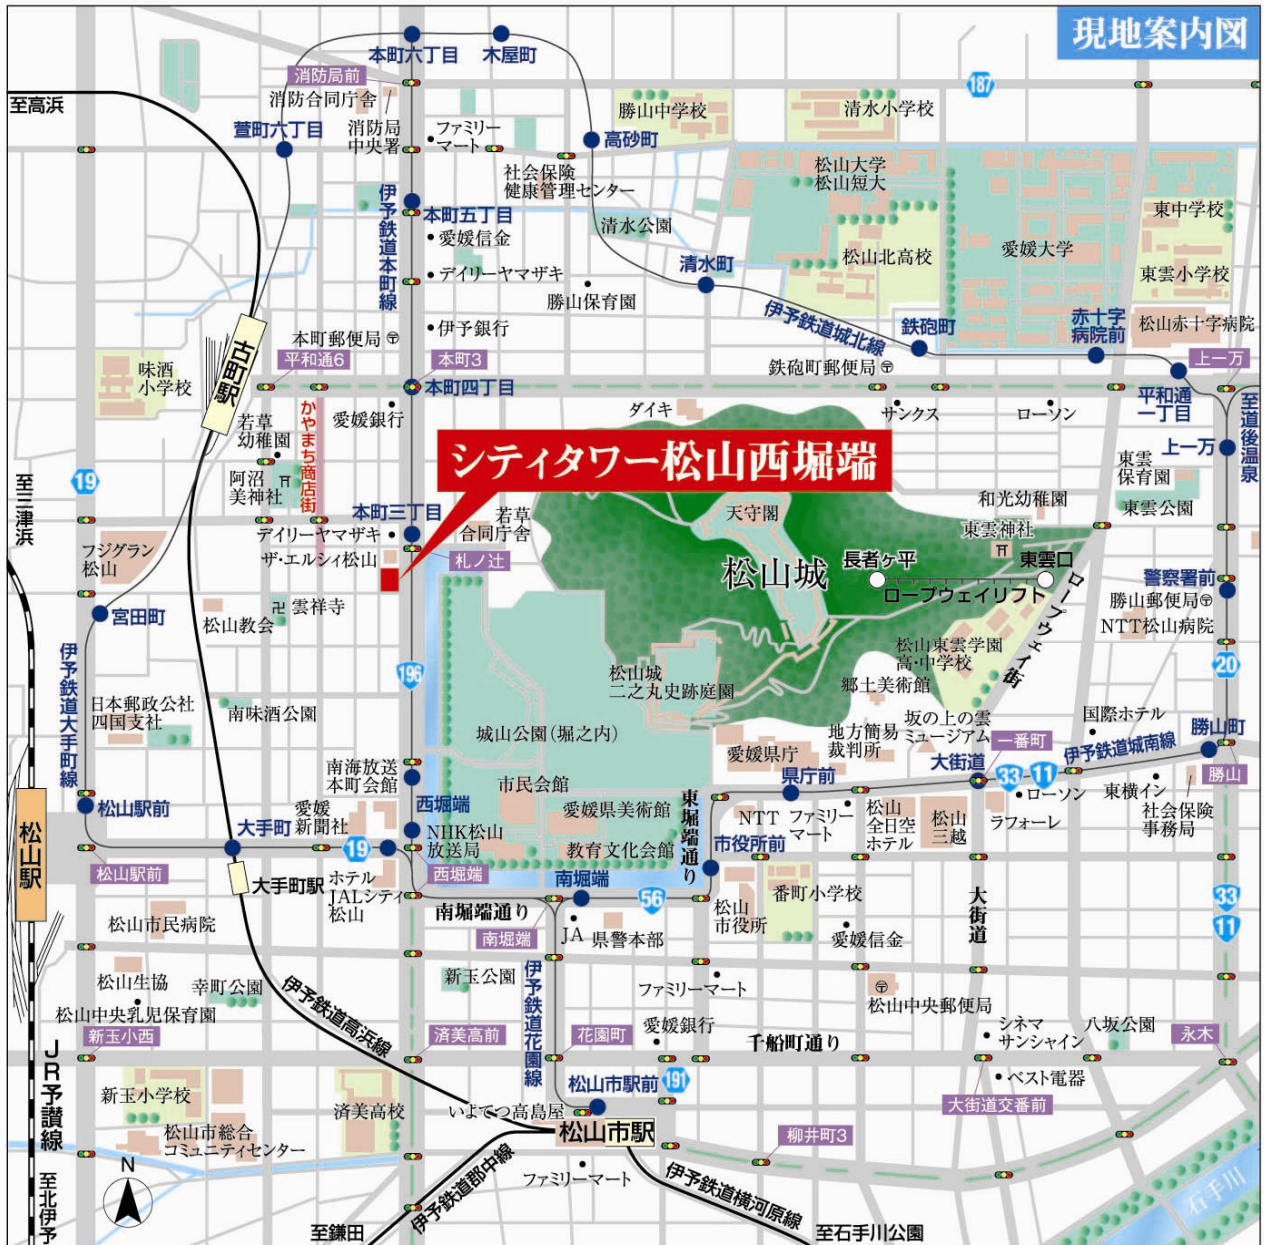 現地案内図
本町六丁目
木屋町
消防局前
187
至高浜
消防合同庁舎
勝山中学校
清水小学校
萱町六丁目
消防局
中央署
ファミリー
マート
高砂町
社会保険
健康管理センター
松山大学
松山短大
伊予鉄道本町線
本町五丁目
愛媛信金
清水公園
東中学校
松山北高校
愛媛大学
清水町
デイリーヤマザキ
東雲小学校
勝山保育園
伊予鉄道城北線
鉄砲町
赤十字
病院前
松山赤十字病院
本町郵便局〒
伊予銀行
味酒
小学校
古町駅
平和通6
本町3
上一万
鉄砲町郵便局〒
本町四丁目
平和通
一丁目
至道後温泉
かやまち商店街
愛媛銀行
ダイキ
サンクス
ローソン
若草
幼稚園
シティタワー松山西堀端
上一万
至三津浜
19
阿沼
美神社
東雲
保育園
和光幼稚園
東雲公園
本町三丁目
若草
合同庁舎
天守閣
東雲神社
デイリーヤマザキ
フジグラン
松山
ザ・エルシィ松山
札ノ辻
松山城
長者ヶ平
東雲口
警察署前
ロープウェイリフト
ロープウェイ街
勝山郵便局〒
宮田町
卍雲祥寺
松山教会
NTT松山病院
松山東雲学園
高・中学校
伊予鉄道大手町線
196
松山城
二之丸史跡庭園
20
郷土美術館
日本郵政公社
四国支社
南味酒公園
城山公園(堀之内)
坂の上の雲
ミュージアム
国際ホテル
地方簡易
裁判所
一番町
伊予鉄道城南線
勝山町
愛媛県庁
南海放送
本町会館
市民会館
県庁前
大街道
33
11
勝山
松山駅前
西堀端
愛媛県美術館
東堀端通り
ローソン
東横イン
社会保険
事務局
愛媛
新聞社
NTT
ファミリー
マート
松山
全日空
ホテル
松山
三越
ラフォーレ
松山駅
大手町
19
NHK松山
放送局
教育文化会館
市役所前
松山駅前
大手町駅
ホテル
JALシティ
松山
西堀端
南堀端
56
番町小学校
大街道
33
11
南堀端通り
松山
市役所
松山市民病院
南堀端
JA
県警本部
愛媛信金
松山生協
幸町公園
新玉公園
ファミリーマート
〒
松山中央郵便局
伊予鉄道高浜線
伊予鉄道花園線
松山中央乳児保育園
新玉小西
済美高前
花園町
愛媛銀行
千船町通り
シネマ
サンシャイン
八坂公園
永木
JR予讃線
松山市駅前
191
ベスト電器
新玉小学校
済美高校
いよてつ高島屋
大街道交番前
松山市総合
コミュニティセンター
松山市駅
柳井町3
N
至北伊予
ファミリーマート
伊予鉄道郡中線
伊予鉄道横河原線
石手川
至鎌田
至石手川公園